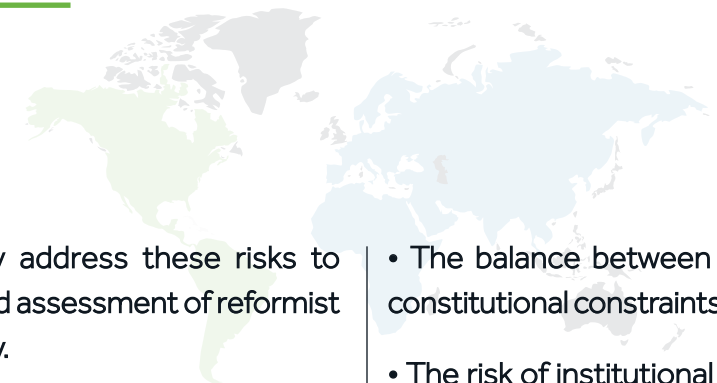 address these risks to
assessment of reformist
• The balance between
constitutional constraints
• The risk of institutional